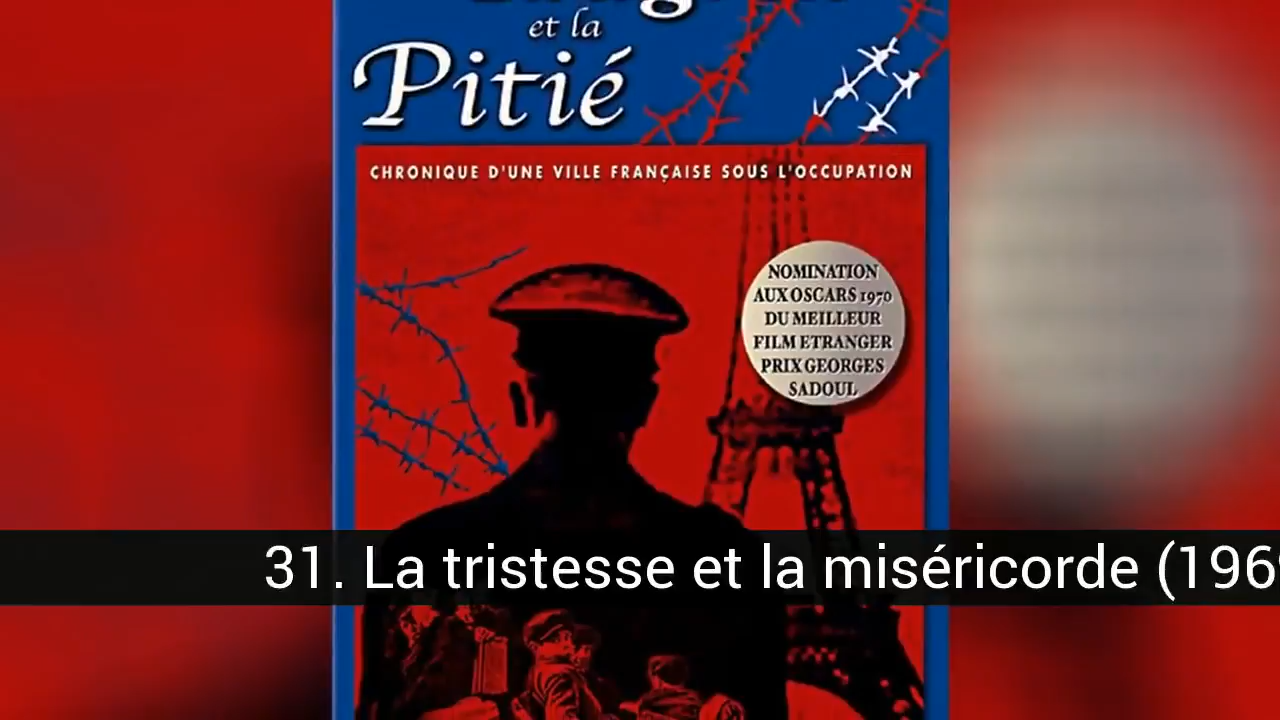 et la
Pitié
CHRONIQUE D'UNE VILLE FRANÇAISE SOUS L'OCCUPATION
NOMINATION
AUX OSCARS 1970
DU MEILLEUR
FILM ETRANGER
PRIX GEORGES
SADOUL
31. La tristesse et la miséricorde (196